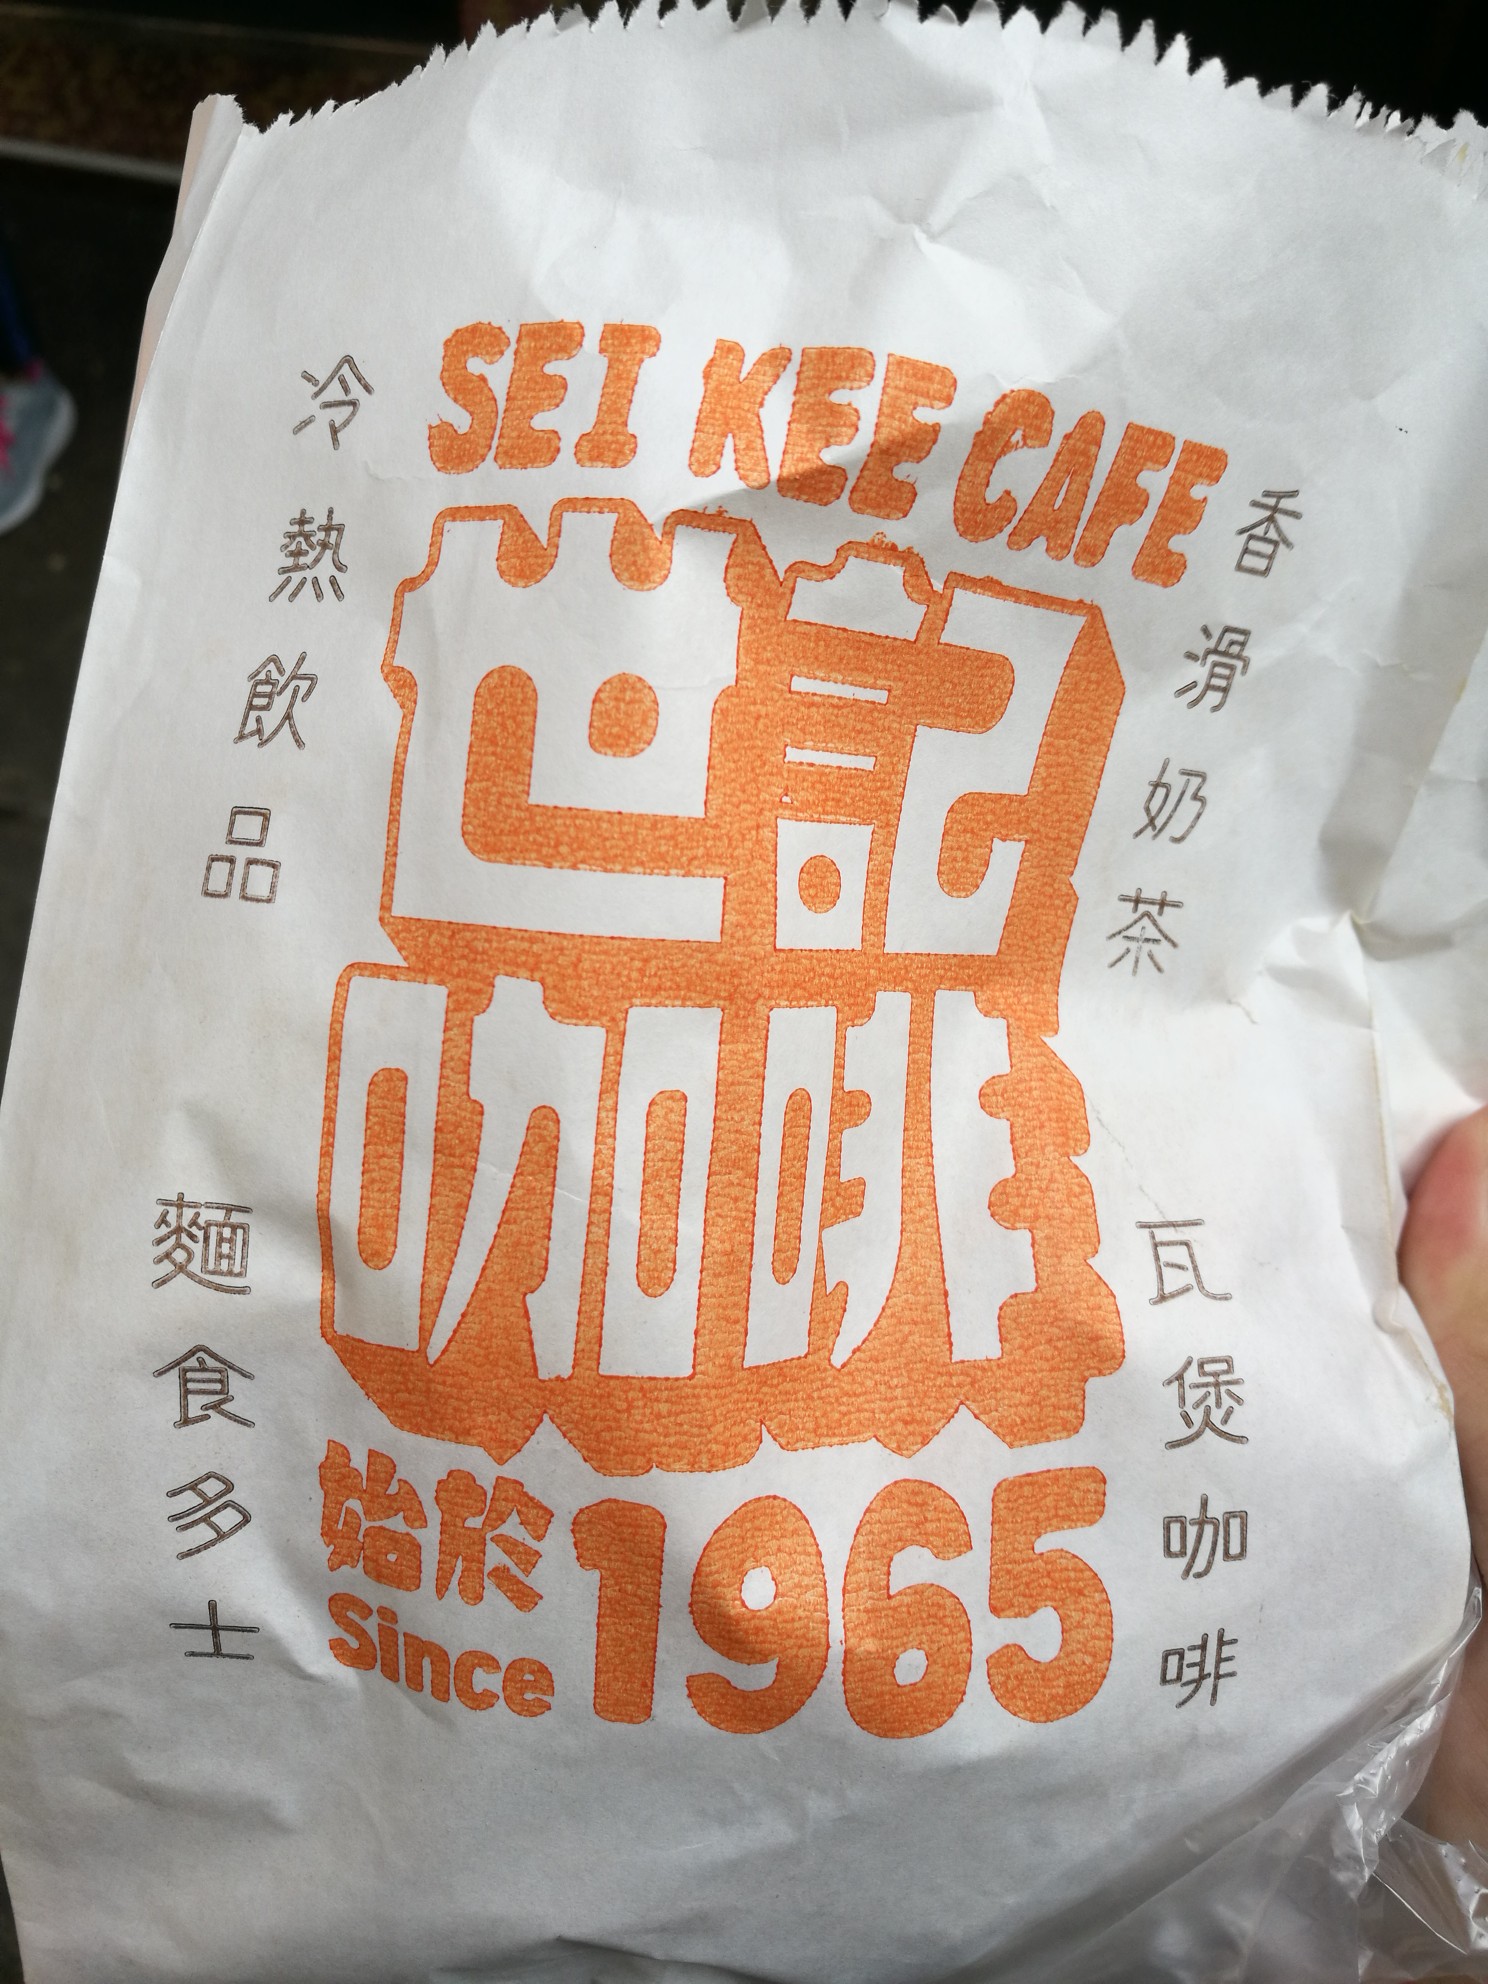 SEI KEE CAFE
世記
咖啡
始於
Since
1965
香滑奶茶
瓦煲咖啡
冷熱飲品
麵食多士